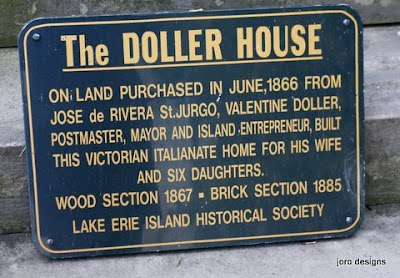 The DOLLER HOUSE
ON LAND PURCHASED IN JUNE,1866 FROM
JOSE de RIVERA St.JURGO, VALENTINE DOLLER,
POSTMASTER, MAYOR AND ISLAND ENTREPRENEUR, BUILT
THIS VICTORIAN ITALIANATE HOME FOR HIS WIFE
AND SIX DAUGHTERS.
WOOD SECTION 1867 ▪ BRICK SECTION 1885
LAKE ERIE ISLAND HISTORICAL SOCIETY
joro designs